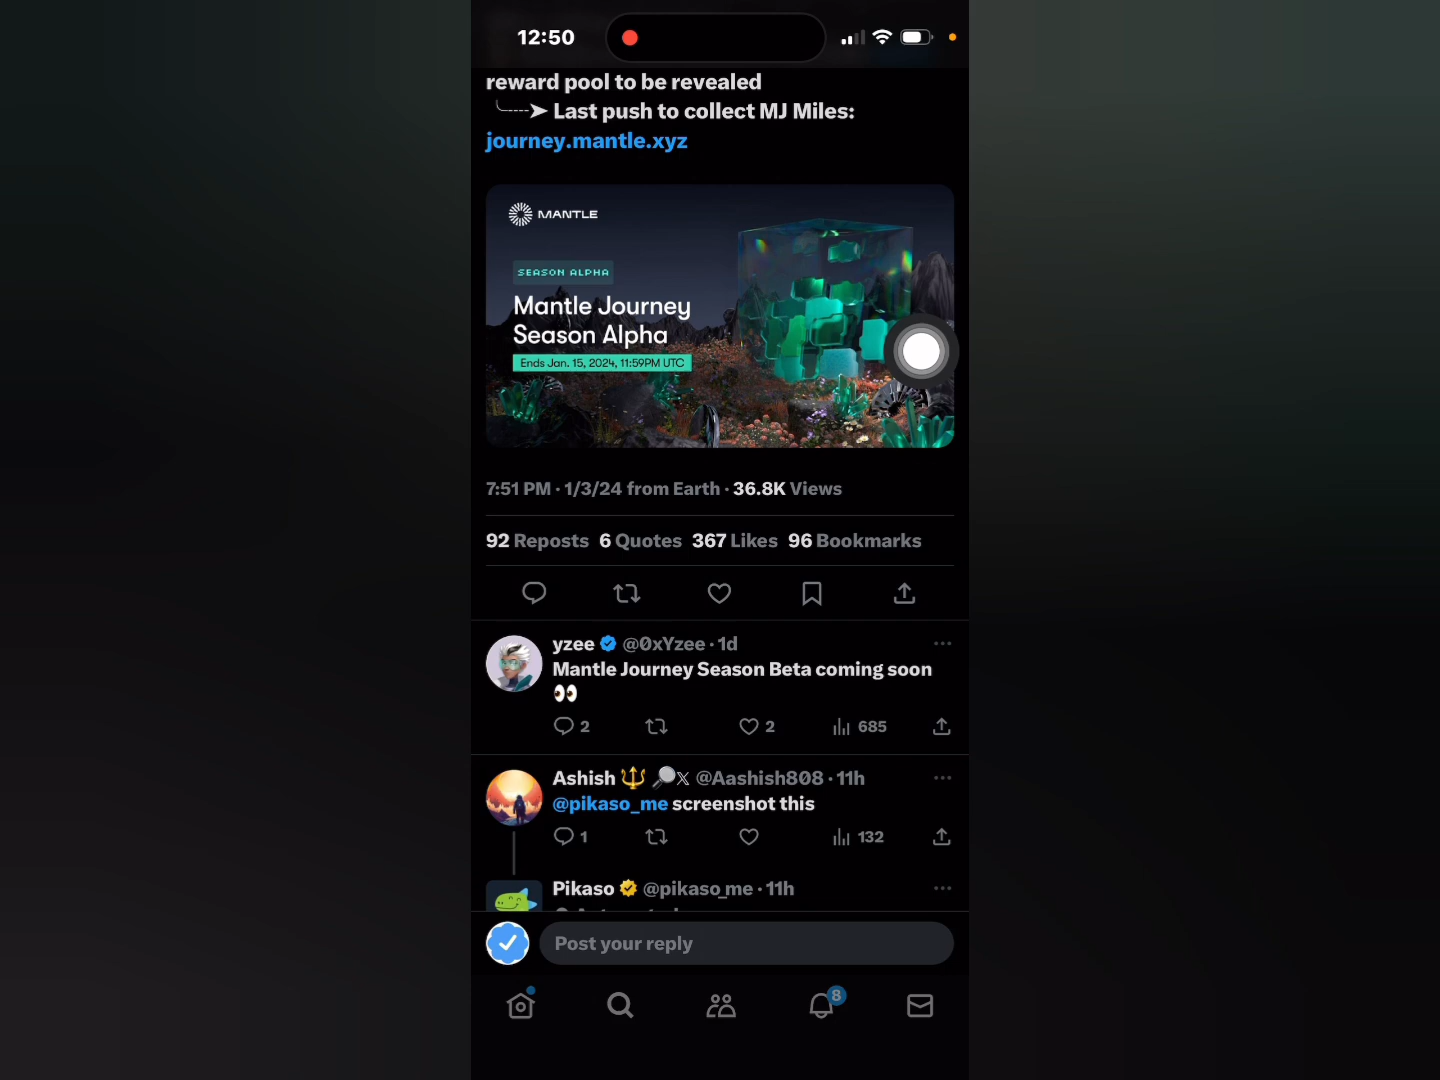 12:50
reward pool to be revealed
╰┈➤ Last push to collect MJ Miles:
journey.mantle.xyz
MANTLE
SEASON ALPHA
Mantle Journey
Season Alpha
Ends Jan. 15, 2024, 11:59PM UTC
7:51 PM · 1/3/24 from Earth · 36.8K Views
92 Reposts 6 Quotes 367 Likes 96 Bookmarks
yzee @0xYzee · 1d
Mantle Journey Season Beta coming soon
👀
2 2 685
Ashish 🔱 @Aashish808 · 11h
@pikaso_me screenshot this
1 132
Pikaso @pikaso_me · 11h
Post your reply
8